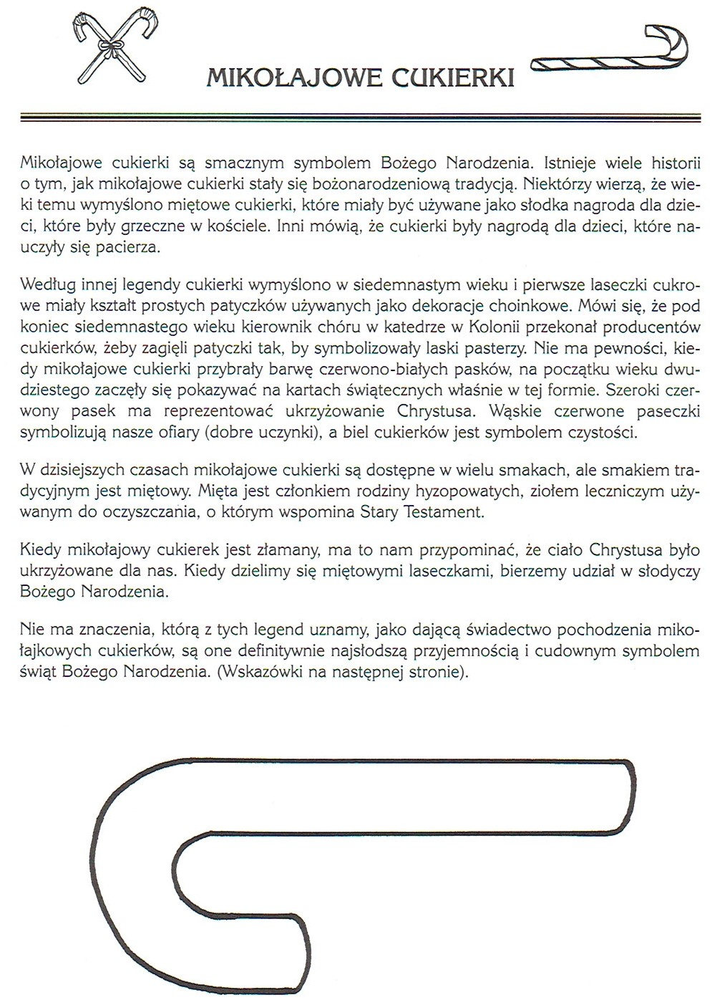 MIKOŁAJOWE CUKIERKI
Mikołajowe cukierki są smacznym symbolem Bożego Narodzenia. Istnieje wiele historii
o tym, jak mikołajowe cukierki stały się bożonarodzeniową tradycją. Niektórzy wierzą, że wie-
ki temu wymyślono miętowe cukierki, które miały być używane jako słodka nagroda dla dzie-
ci, które były grzeczne w kościele. Inni mówią, że cukierki były nagrodą dla dzieci, które na-
uczyły się pacierza.
Według innej legendy cukierki wymyślono w siedemnastym wieku i pierwsze laseczki cukro-
we miały kształt prostych patyczków używanych jako dekoracje choinkowe. Mówi się, że pod
koniec siedemnastego wieku kierownik chóru w katedrze w Kolonii przekonał producentów
cukierków, żeby zagięli patyczki tak, by symbolizowały laski pasterzy. Nie ma pewności, kie-
dy mikołajowe cukierki przybrały barwę czerwono-białych pasków, na początku wieku dwu-
dziestego zaczęły się pokazywać na kartach świątecznych właśnie w tej formie. Szeroki czer-
wony pasek ma reprezentować ukrzyżowanie Chrystusa. Wąskie czerwone paseczki
symbolizują nasze ofiary (dobre uczynki), a biel cukierków jest symbolem czystości.
W dzisiejszych czasach mikołajowe cukierki są dostępne w wielu smakach, ale smakiem tra-
dycyjnym jest miętowy. Mięta jest członkiem rodziny hyzopowatych, ziołem leczniczym uży-
wanym do oczyszczania, o którym wspomina Stary Testament.
Kiedy mikołajowy cukierek jest złamany, ma to nam przypominać, że ciało Chrystusa było
ukrzyżowane dla nas. Kiedy dzielimy się miętowymi laseczkami, bierzemy udział w słodyczy
Bożego Narodzenia.
Nie ma znaczenia, którą z tych legend uznamy, jako dającą świadectwo pochodzenia miko-
łajkowych cukierków, są one definitywnie najsłodszą przyjemnością i cudownym symbolem
świąt Bożego Narodzenia. (Wskazówki na następnej stronie).